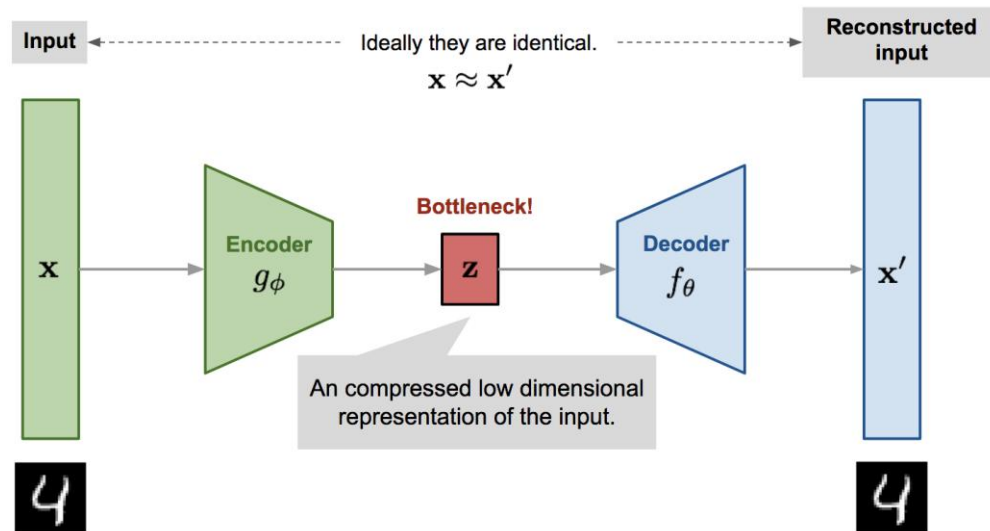 Input
Ideally they are identical.
x ≈ x′
Reconstructed
input
Bottleneck!
Encoder
gϕ
Decoder
fθ
x
z
x′
An compressed low dimensional
representation of the input.
4
4